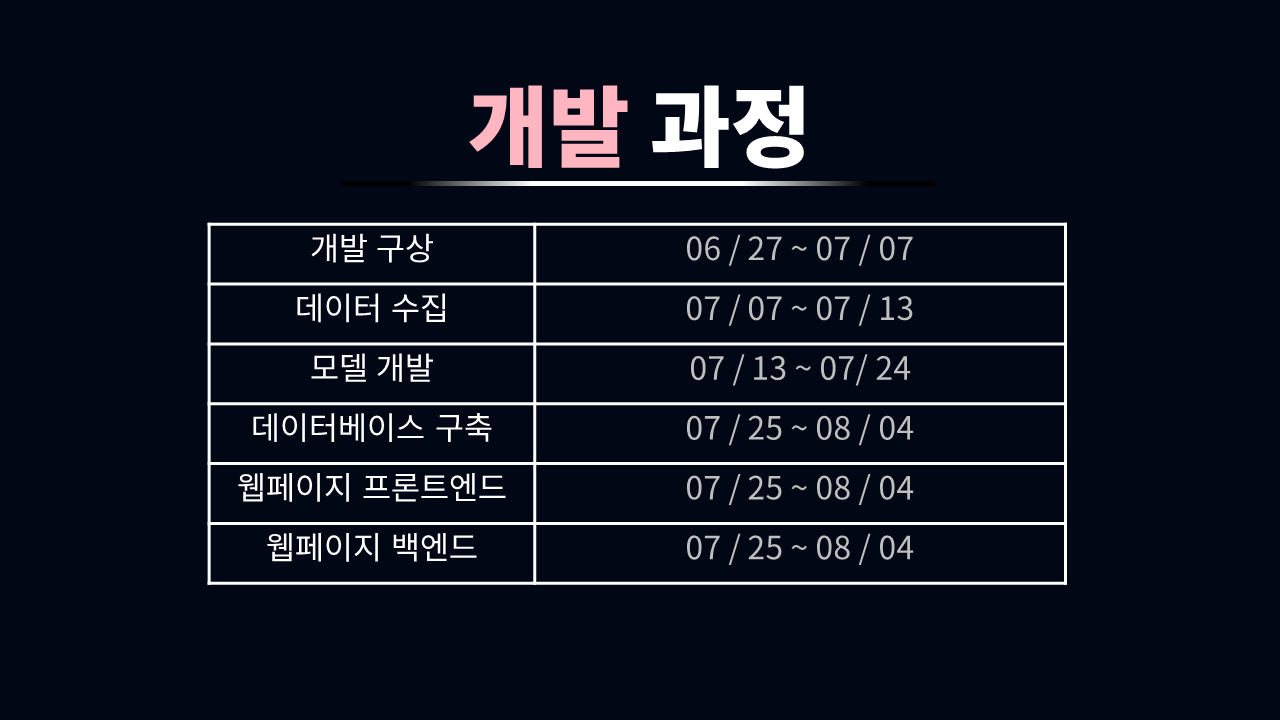 개발 과정
개발 구상 06 / 27 ~ 07 / 07
데이터 수집 07 / 07 ~ 07 / 13
모델 개발 07 / 13 ~ 07/ 24
데이터베이스 구축 07 / 25 ~ 08 / 04
웹페이지 프론트엔드 07 / 25 ~ 08 / 04
웹페이지 백엔드 07 / 25 ~ 08 / 04